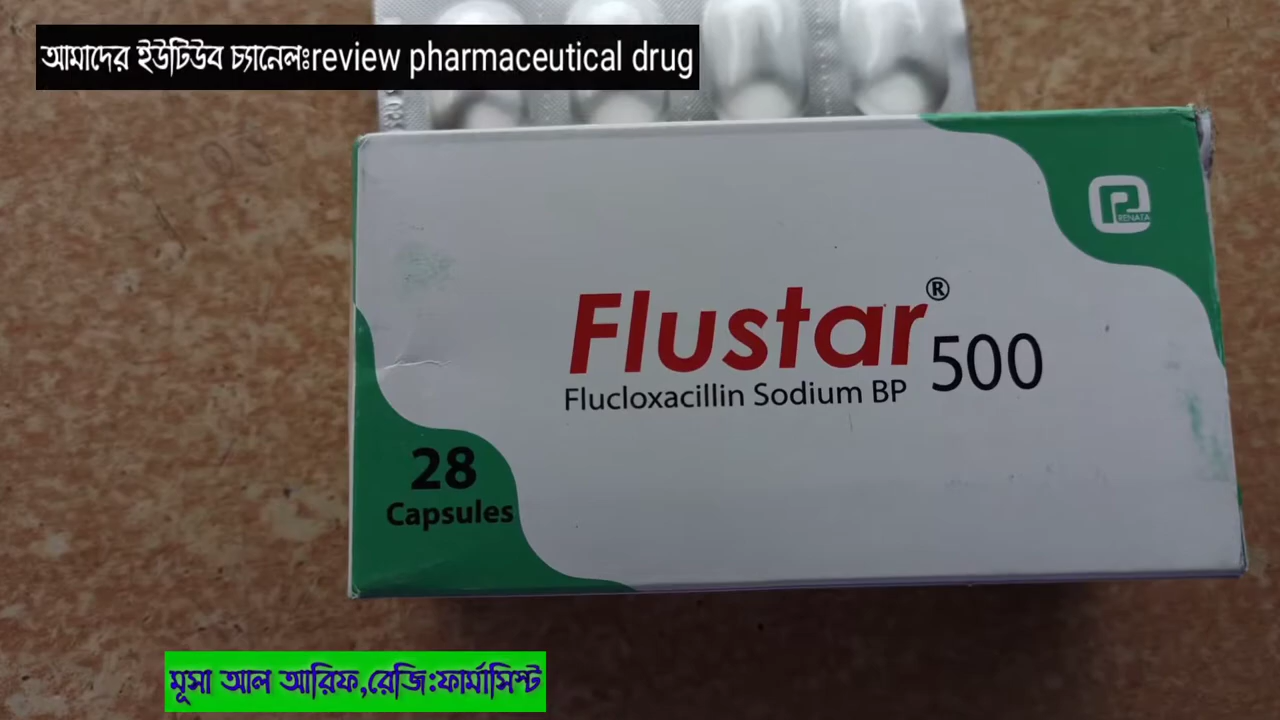 আমাদের ইউটিউব চ্যানেলঃreview pharmaceutical drug
RENATA
Flustar® 500
Flucloxacillin Sodium BP
28
Capsules
মূসা আল আরিফ,রেজি:ফার্মাসিস্ট